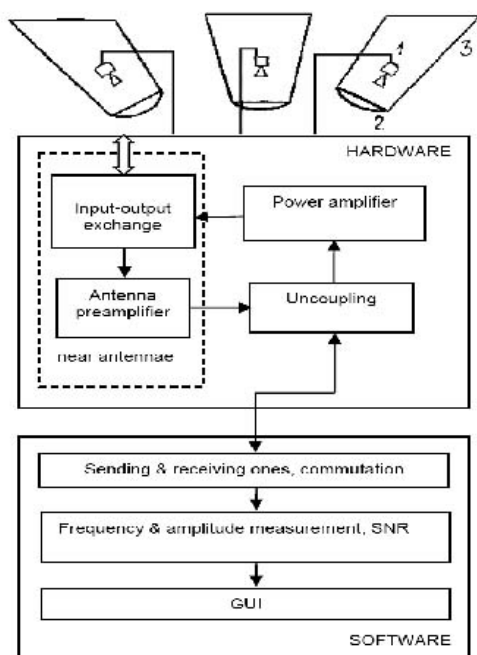 1
3
2
HARDWARE
Input-output
exchange
Power amplifier
Antenna
preamplifier
Uncoupling
near antennae
Sending & receiving ones, commutation
Frequency & amplitude measurement, SNR
GUI
SOFTWARE